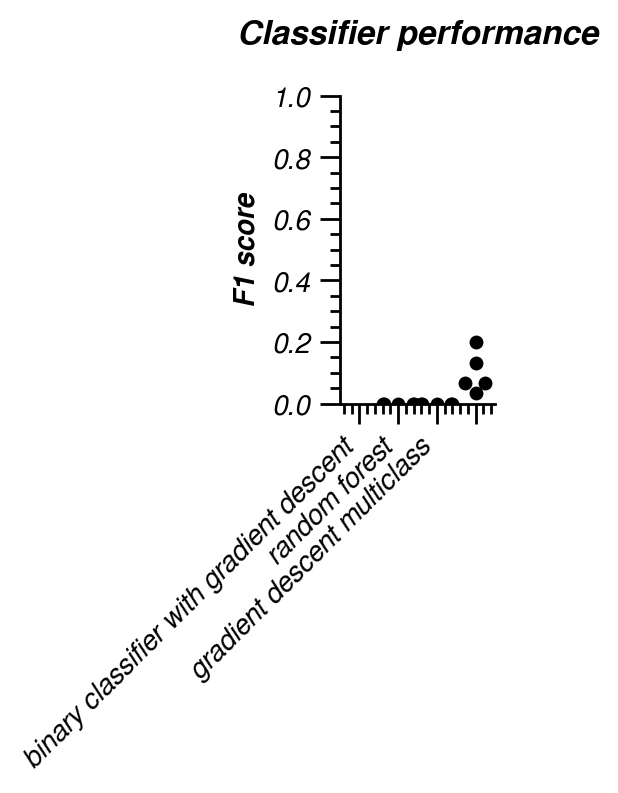 Classifier performance
1.0
0.8
0.6
0.4
0.2
0.0
F1 score
binary classifier with gradient descent
random forest
gradient descent multiclass